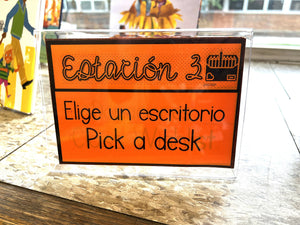 Estación 3
Elige un escritorio
Pick a desk